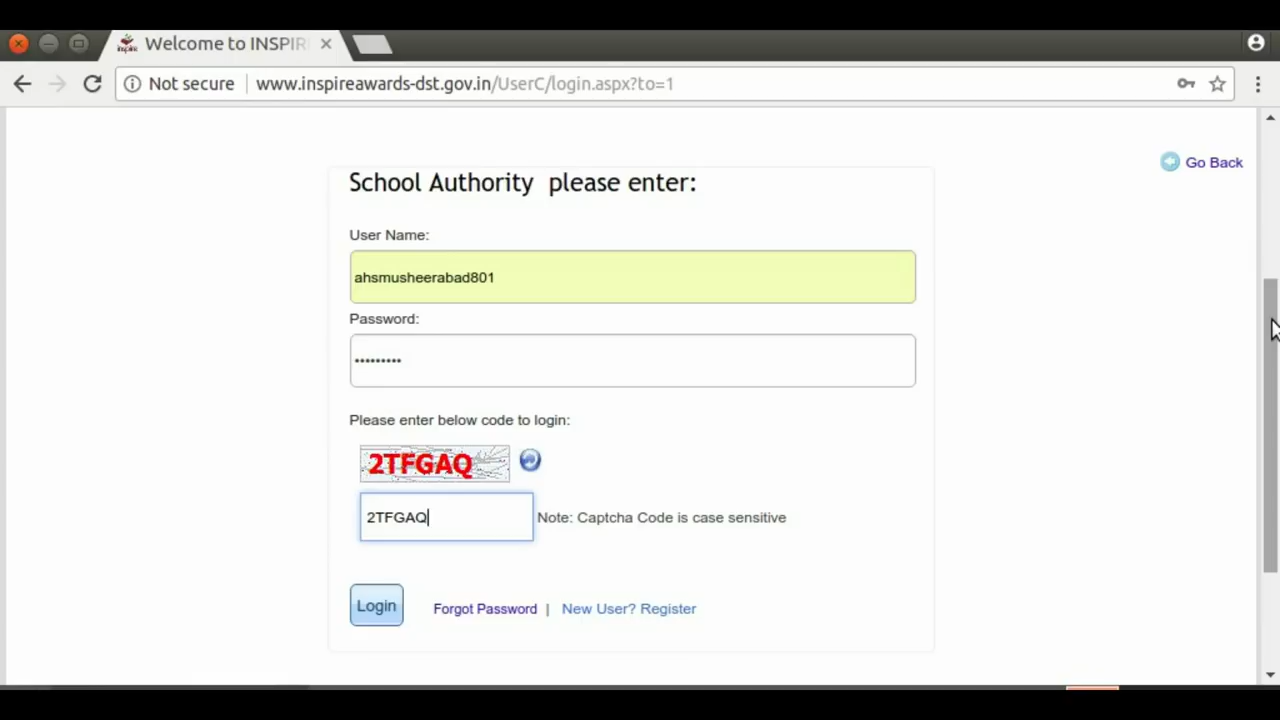 Welcome to INSPIR
Not secure www.inspireawards-dst.gov.in/UserC/login.aspx?to=1
Go Back
School Authority please enter:
User Name:
ahsmusheerabad801
Password:
•••••••••
Please enter below code to login:
2TFGAQ
2TFGAQ
Note: Captcha Code is case sensitive
Login
Forgot Password | New User? Register